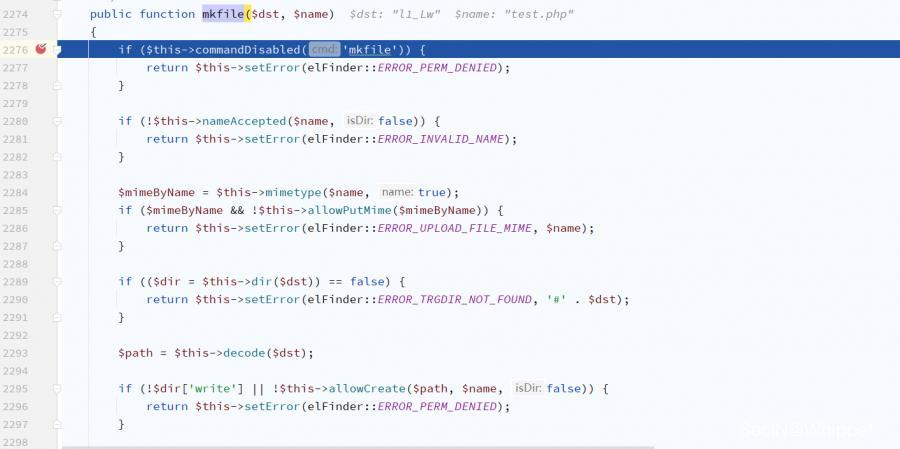 2274 public function mkfile($dst, $name) $dst: "l1_Lw" $name: "test.php"
2275 {
2276 if ($this->commandDisabled( cmd: 'mkfile')) {
2277 return $this->setError(elFinder::ERROR_PERM_DENIED);
2278 }
2279
2280 if (!$this->nameAccepted($name, isDir: false)) {
2281 return $this->setError(elFinder::ERROR_INVALID_NAME);
2282 }
2283
2284 $mimeByName = $this->mimetype($name, name: true);
2285 if ($mimeByName && !$this->allowPutMime($mimeByName)) {
2286 return $this->setError(elFinder::ERROR_UPLOAD_FILE_MIME, $name);
2287 }
2288
2289 if (($dir = $this->dir($dst)) == false) {
2290 return $this->setError(elFinder::ERROR_TRGDIR_NOT_FOUND, '#' . $dst);
2291 }
2292
2293 $path = $this->decode($dst);
2294
2295 if (!$dir['write'] || !$this->allowCreate($path, $name, isDir: false)) {
2296 return $this->setError(elFinder::ERROR_PERM_DENIED);
2297 }
2298